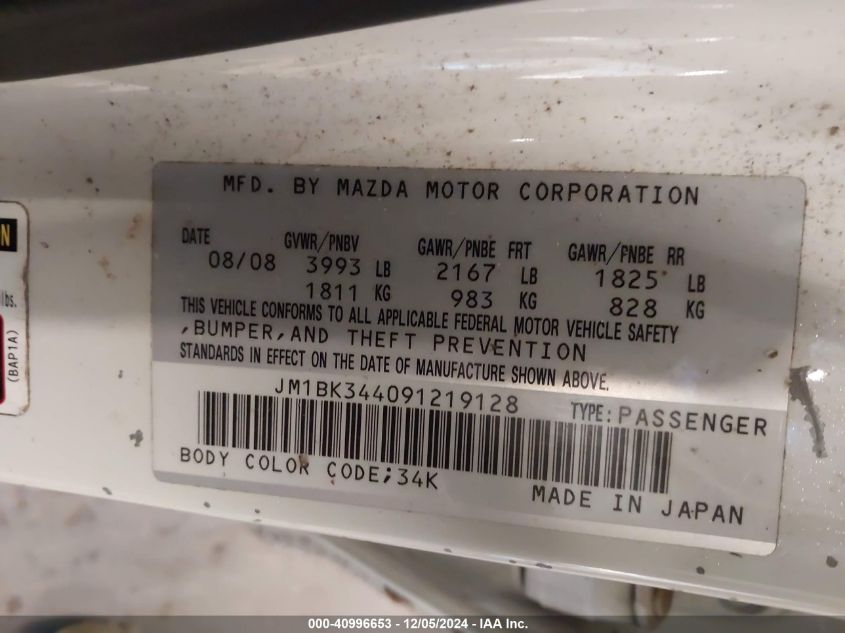 MFD. BY MAZDA MOTOR CORPORATION
DATE GVWR/PNBV GAWR/PNBE FRT GAWR/PNBE RR
08/08 3993 LB 2167 LB 1825 LB
1811 KG 983 KG 828 KG
THIS VEHICLE CONFORMS TO ALL APPLICABLE FEDERAL MOTOR VEHICLE SAFETY
,BUMPER,AND THEFT PREVENTION
STANDARDS IN EFFECT ON THE DATE OF MANUFACTURE SHOWN ABOVE.
JM1BK344091219128 TYPE:PASSENGER
BODY COLOR CODE;34K
MADE IN JAPAN
N
lbs.
(BAP1A)
000-40996653 - 12/05/2024 - IAA Inc.